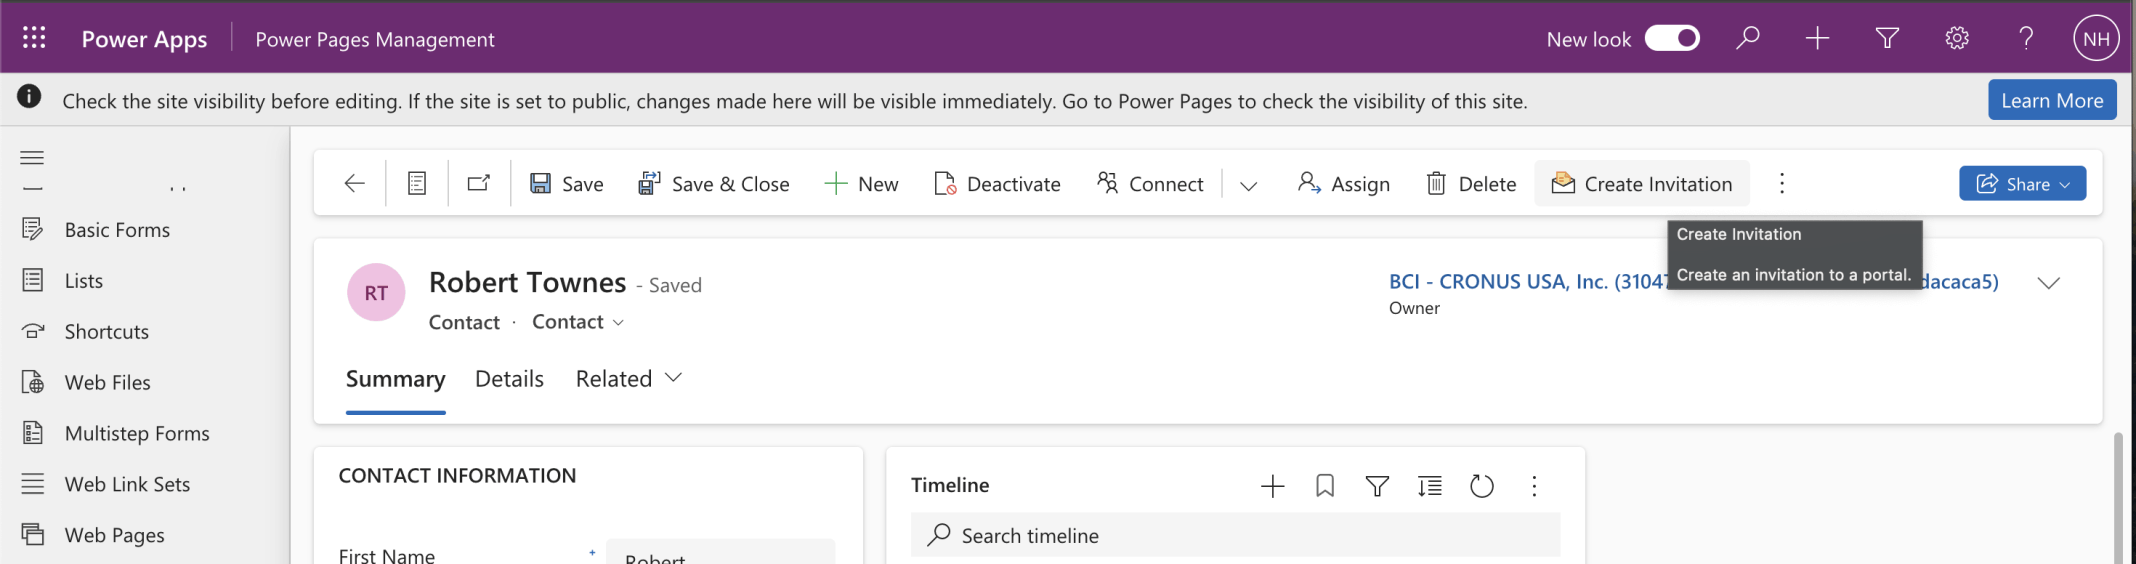 Power Apps Power Pages Management New look NH
Check the site visibility before editing. If the site is set to public, changes made here will be visible immediately. Go to Power Pages to check the visibility of this site. Learn More
Save Save & Close New Deactivate Connect Assign Delete Create Invitation Share
Basic Forms
Lists
Shortcuts
Web Files
Multistep Forms
Web Link Sets
Web Pages
Create Invitation
Create an invitation to a portal.
RT
Robert Townes - Saved
Contact · Contact
BCI - CRONUS USA, Inc. (3104 dacaca5)
Owner
Summary Details Related
CONTACT INFORMATION
First Name + Robert
Timeline
Search timeline